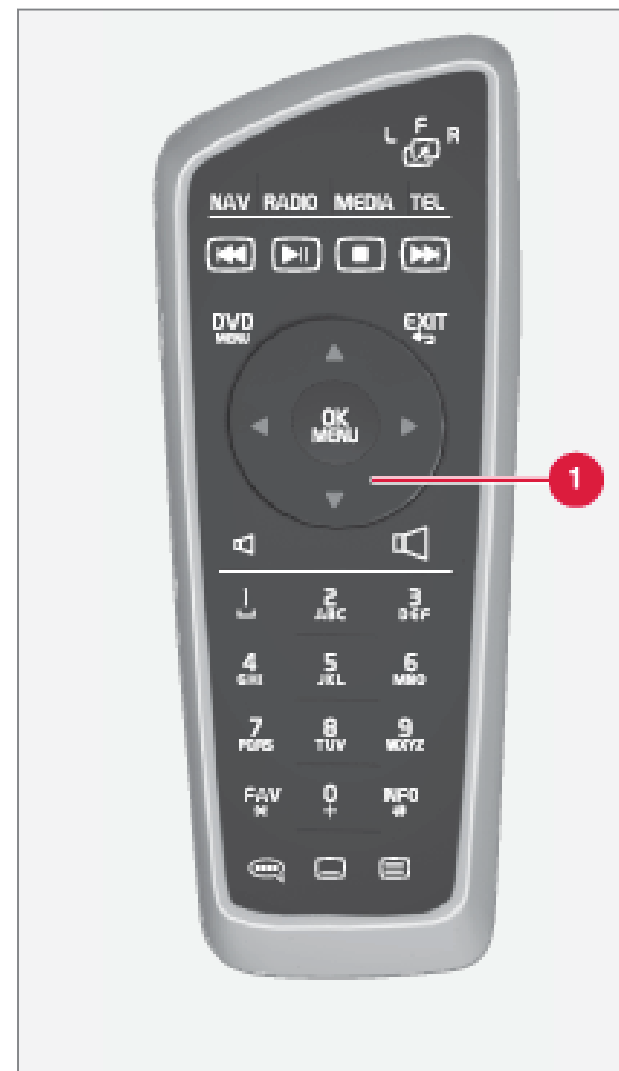 L F R
NAV RADIO MEDIA TEL
DVD EXIT
MENU
OK
MENU
1
1 2 3
ABC DEF
4 5 6
GHI JKL MNO
7 8 9
PQRS TUV WXYZ
FAV 0 INFO
+ #